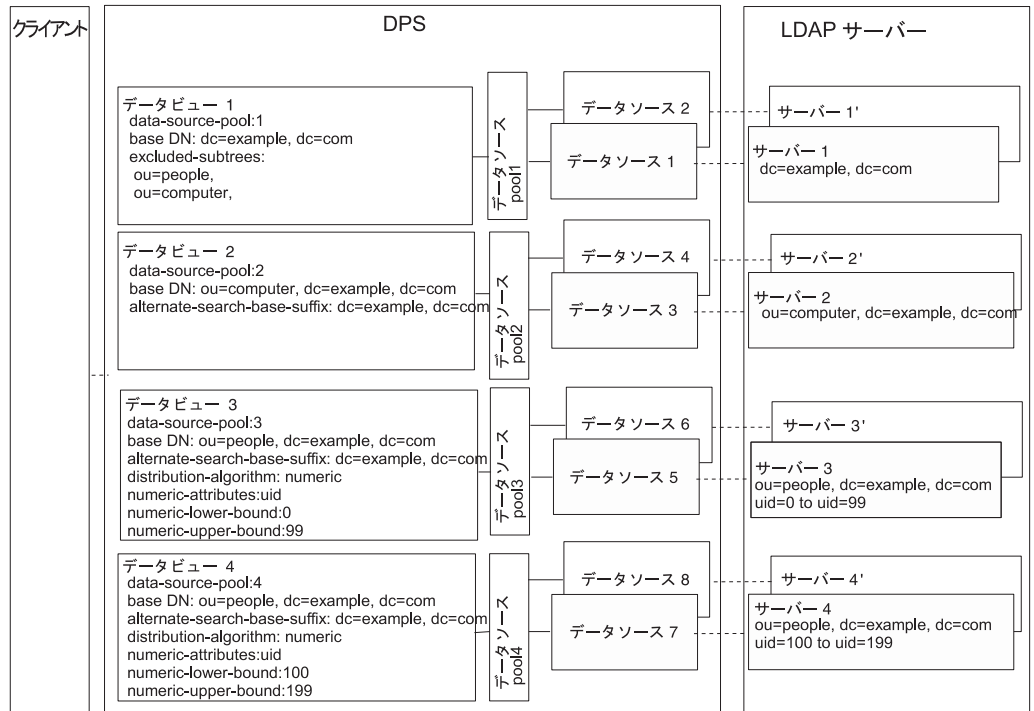 クライアント
DPS
LDAP サーバー
データビュー 1
data-source-pool:1
base DN: dc=example, dc=com
excluded-subtrees:
ou=people,
ou=computer,
データソース
pool1
データソース 2
データソース 1
サーバー 1'
サーバー 1
dc=example, dc=com
データビュー 2
data-source-pool:2
base DN: ou=computer, dc=example, dc=com
alternate-search-base-suffix: dc=example, dc=com
データソース
pool2
データソース 4
データソース 3
サーバー 2'
サーバー 2
ou=computer, dc=example, dc=com
データビュー 3
data-source-pool:3
base DN: ou=people, dc=example, dc=com
alternate-search-base-suffix: dc=example, dc=com
distribution-algorithm: numeric
numeric-attributes:uid
numeric-lower-bound:0
numeric-upper-bound:99
データソース
pool3
データソース 6
データソース 5
サーバー 3'
サーバー 3
ou=people, dc=example, dc=com
uid=0 to uid=99
データビュー 4
data-source-pool:4
base DN: ou=people, dc=example, dc=com
alternate-search-base-suffix: dc=example, dc=com
distribution-algorithm: numeric
numeric-attributes:uid
numeric-lower-bound:100
numeric-upper-bound:199
データソース
pool4
データソース 8
データソース 7
サーバー 4'
サーバー 4
ou=people, dc=example, dc=com
uid=100 to uid=199